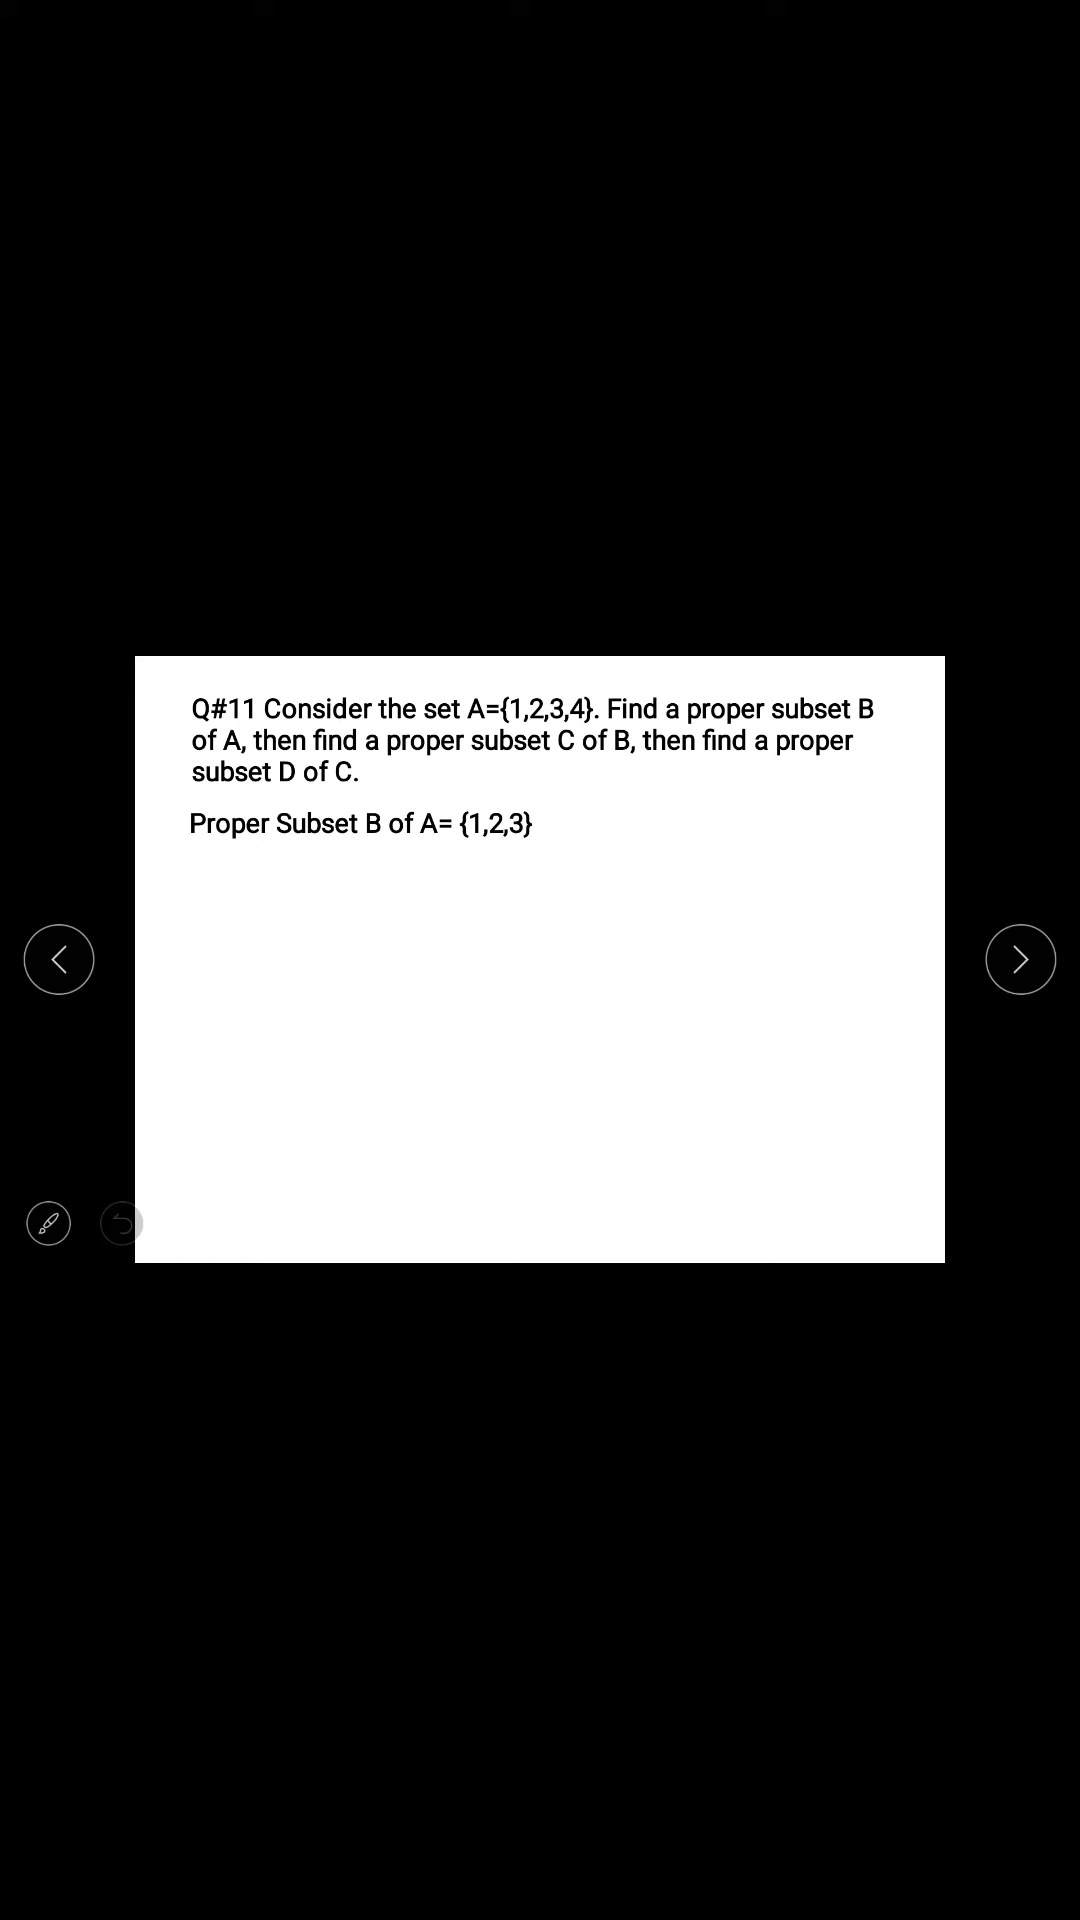 Q#11 Consider the set A={1,2,3,4}. Find a proper subset B
of A, then find a proper subset C of B, then find a proper
subset D of C.
Proper Subset B of A= {1,2,3}